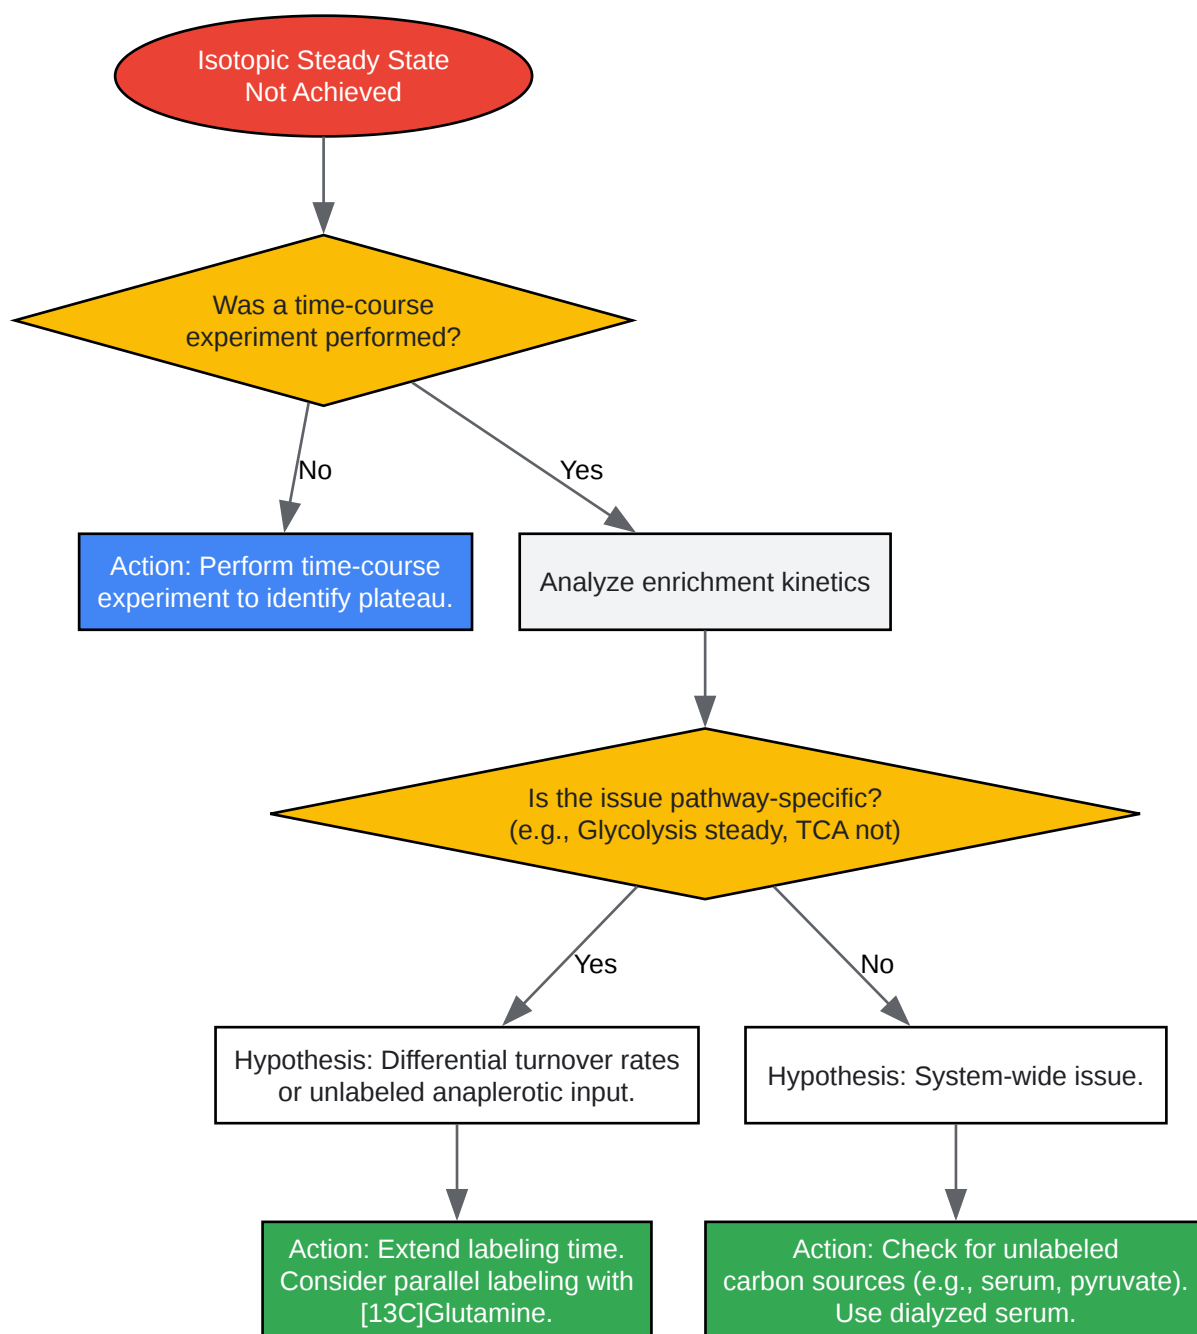 Isotopic Steady State
Not Achieved
Was a time-course
experiment performed?
No
Yes
Action: Perform time-course
experiment to identify plateau.
Analyze enrichment kinetics
Is the issue pathway-specific?
(e.g., Glycolysis steady, TCA not)
Yes
No
Hypothesis: Differential turnover rates
or unlabeled anaplerotic input.
Hypothesis: System-wide issue.
Action: Extend labeling time.
Consider parallel labeling with
[13C]Glutamine.
Action: Check for unlabeled
carbon sources (e.g., serum, pyruvate).
Use dialyzed serum.